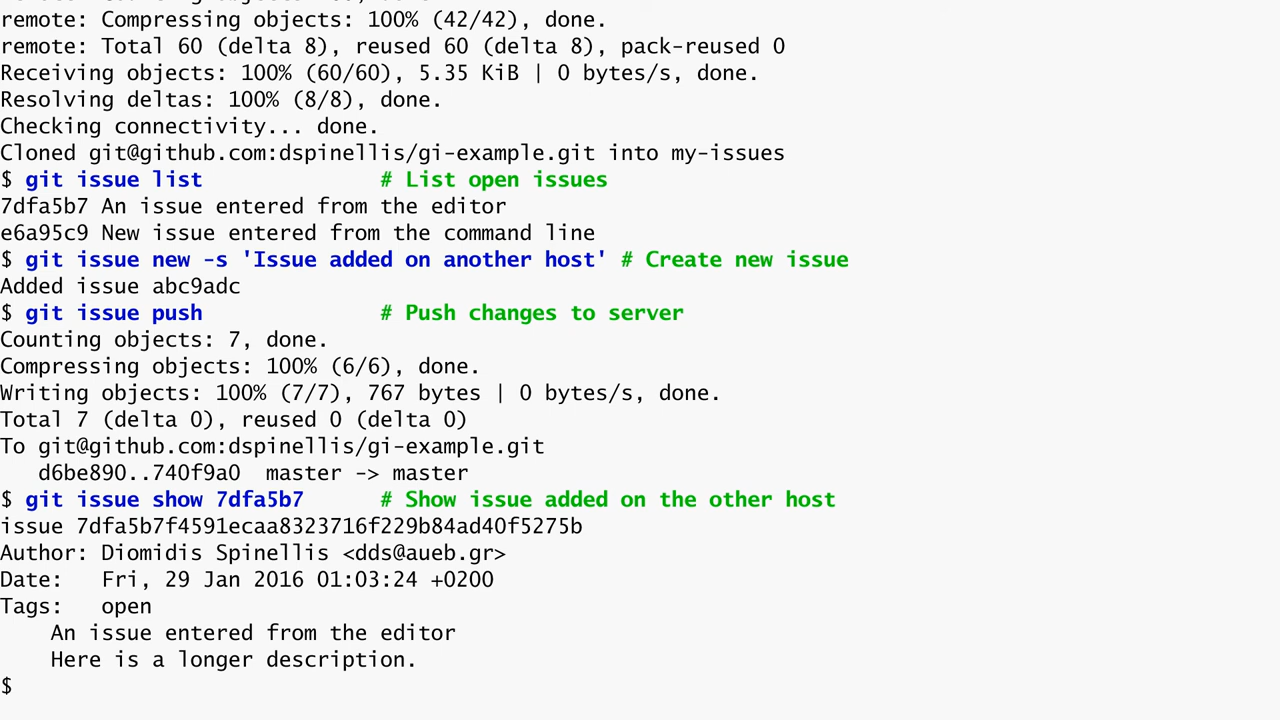 remote: Compressing objects: 100% (42/42), done.
remote: Total 60 (delta 8), reused 60 (delta 8), pack-reused 0
Receiving objects: 100% (60/60), 5.35 KiB | 0 bytes/s, done.
Resolving deltas: 100% (8/8), done.
Checking connectivity... done.
Cloned git@github.com:dspinellis/gi-example.git into my-issues
$ git issue list # List open issues
7dfa5b7 An issue entered from the editor
e6a95c9 New issue entered from the command line
$ git issue new -s 'Issue added on another host' # Create new issue
Added issue abc9adc
$ git issue push # Push changes to server
Counting objects: 7, done.
Compressing objects: 100% (6/6), done.
Writing objects: 100% (7/7), 767 bytes | 0 bytes/s, done.
Total 7 (delta 0), reused 0 (delta 0)
To git@github.com:dspinellis/gi-example.git
d6be890..740f9a0 master -> master
$ git issue show 7dfa5b7 # Show issue added on the other host
issue 7dfa5b7f4591ecaa8323716f229b84ad40f5275b
Author: Diomidis Spinellis <dds@aueb.gr>
Date: Fri, 29 Jan 2016 01:03:24 +0200
Tags: open
An issue entered from the editor
Here is a longer description.
$